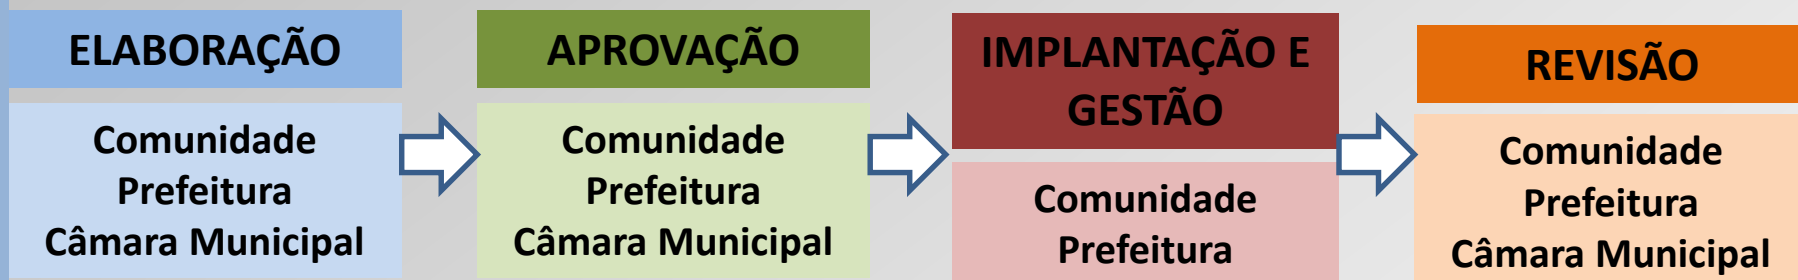 ELABORAÇÃO
Comunidade
Prefeitura
Câmara Municipal
APROVAÇÃO
Comunidade
Prefeitura
Câmara Municipal
IMPLANTAÇÃO E
GESTÃO
Comunidade
Prefeitura
REVISÃO
Comunidade
Prefeitura
Câmara Municipal